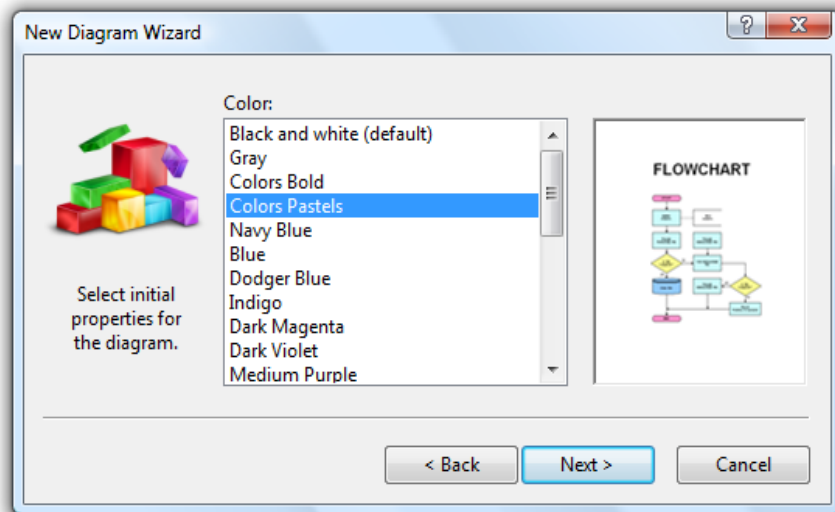 New Diagram Wizard
Color:
Black and white (default)
Gray
Colors Bold
Colors Pastels
Navy Blue
Blue
Dodger Blue
Indigo
Dark Magenta
Dark Violet
Medium Purple
Select initial
properties for
the diagram.
FLOWCHART
< Back
Next >
Cancel